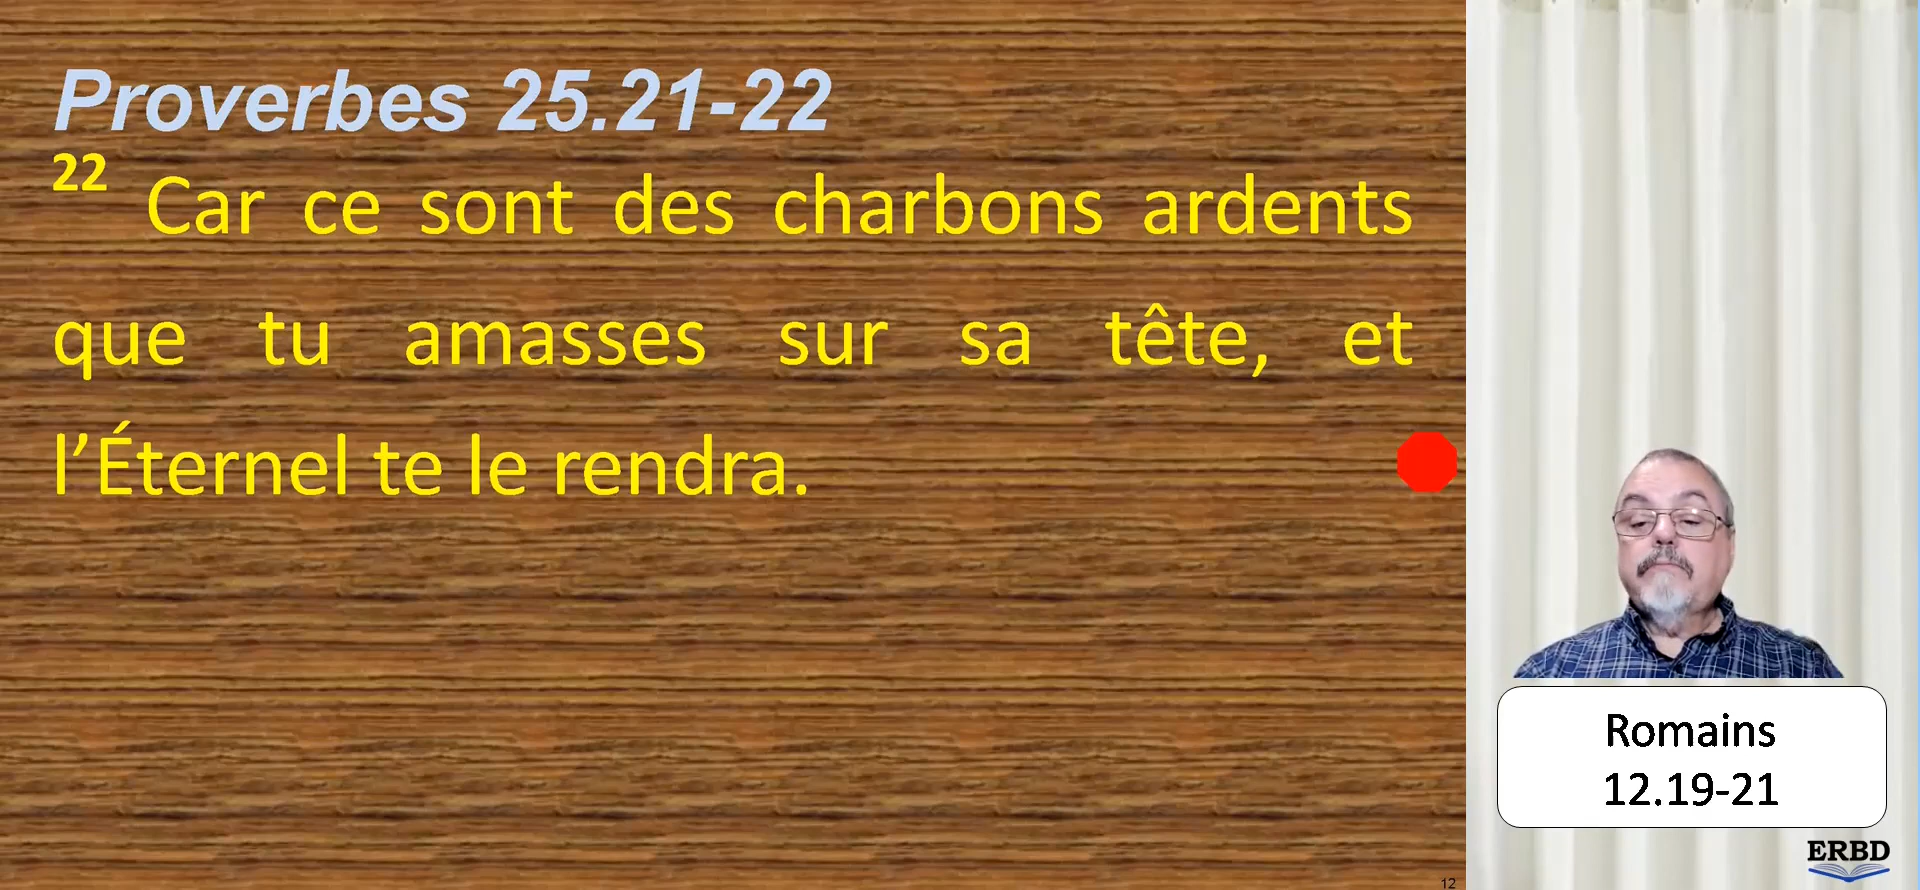 Proverbes 25.21-22
22 Car ce sont des charbons ardents
que tu amasses sur sa tête, et
l’Éternel te le rendra.
Romains
12.19-21
ERBD
12